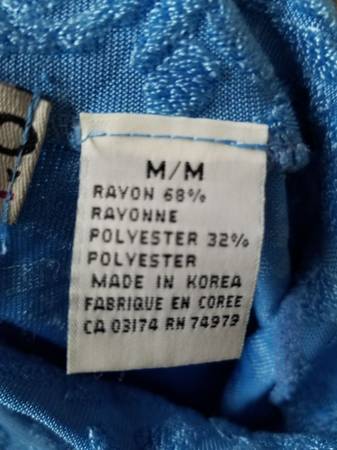 M/M
RAYON 68%
RAYONNE
POLYESTER 32%
POLYESTER
MADE IN KOREA
FABRIQUE EN COREE
CA 03174 RN 74979